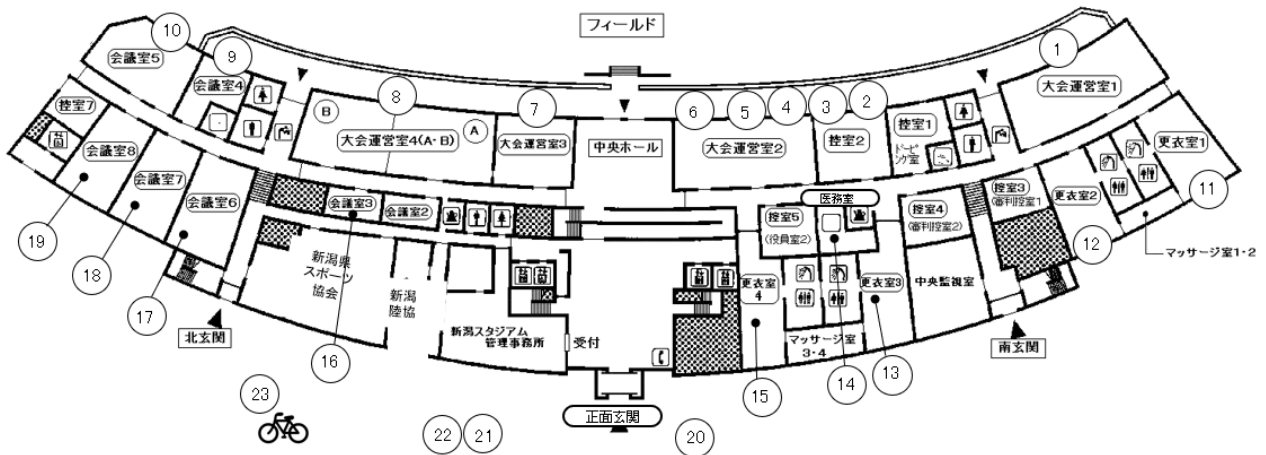 フィールド
10
9
1
会議室5
会議室4
8
7
6
5
4
3
2
大会運営室1
控室7
B
A
大会運営室4(A・B)
大会運営室3
中央ホール
大会運営室2
控室2
控室1
ドーピング室
更衣室1
会議室8
会議室7
会議室6
会議室3
会議室2
医務室
控室5
(役員室2)
控室4
(審判控室2)
控室3
(審判控室1)
更衣室2
11
12
マッサージ室1・2
19
18
17
新潟県
スポーツ
協会
新潟
陸協
更衣室
4
更衣室3
中央監視室
北玄関
16
新潟スタジアム
管理事務所
受付
マッサージ室
3・4
南玄関
15
14
13
23
正面玄関
22
21
20